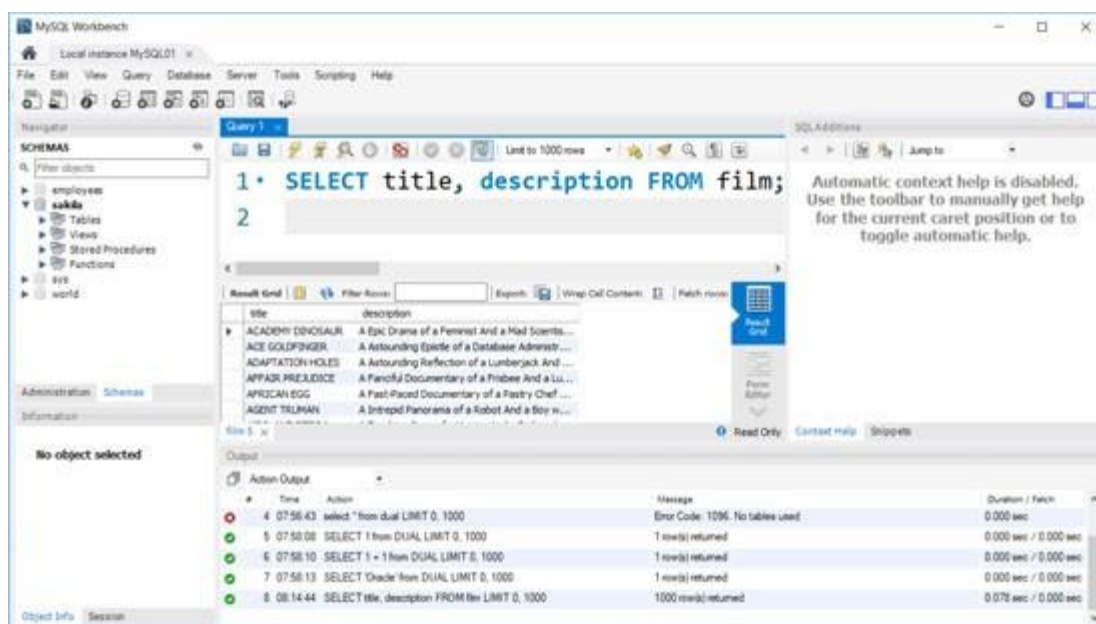 MySQL Workbench
Local instance MySQL01
File Edit View Query Database Server Tools Scripting Help
Navigator
SCHEMAS
Filter objects
employees
sakila
Tables
Views
Stored Procedures
Functions
sys
world
Administration Schemas
Information
No object selected
Object Info Session
Query 1
Limit to 1000 rows
1 SELECT title, description FROM film;
2
Result Grid Filter Rows: Export: Wrap Cell Content: Fetch rows:
title description
ACADEMY DINOSAUR A Epic Drama of a Feminist And a Mad Scientis...
ACE GOLDFINGER A Astounding Epistle of a Database Administr...
ADAPTATION HOLES A Astounding Reflection of a Lumberjack And ...
AFFAIR PREJUDICE A Fanciful Documentary of a Frisbee And a Lu...
AFRICAN EGG A Fast-Paced Documentary of a Pastry Chef ...
AGENT TRUMAN A Intrepid Panorama of a Robot And a Boy w...
Result Grid
Form Editor
film 5
Read Only
SQLAdditions
Jump to
Automatic context help is disabled.
Use the toolbar to manually get help
for the current caret position or to
toggle automatic help.
Context Help Snippets
Output
Action Output
# Time Action Message Duration / Fetch
4 07:56:43 select * from dual LIMIT 0, 1000 Error Code: 1096. No tables used 0.000 sec
5 07:58:08 SELECT 1 from DUAL LIMIT 0, 1000 1 row(s) returned 0.000 sec / 0.000 sec
6 07:58:10 SELECT 1 + 1 from DUAL LIMIT 0, 1000 1 row(s) returned 0.000 sec / 0.000 sec
7 07:58:13 SELECT 'Oracle' from DUAL LIMIT 0, 1000 1 row(s) returned 0.000 sec / 0.000 sec
8 08:14:44 SELECT title, description FROM film LIMIT 0, 1000 1000 row(s) returned 0.078 sec / 0.000 sec